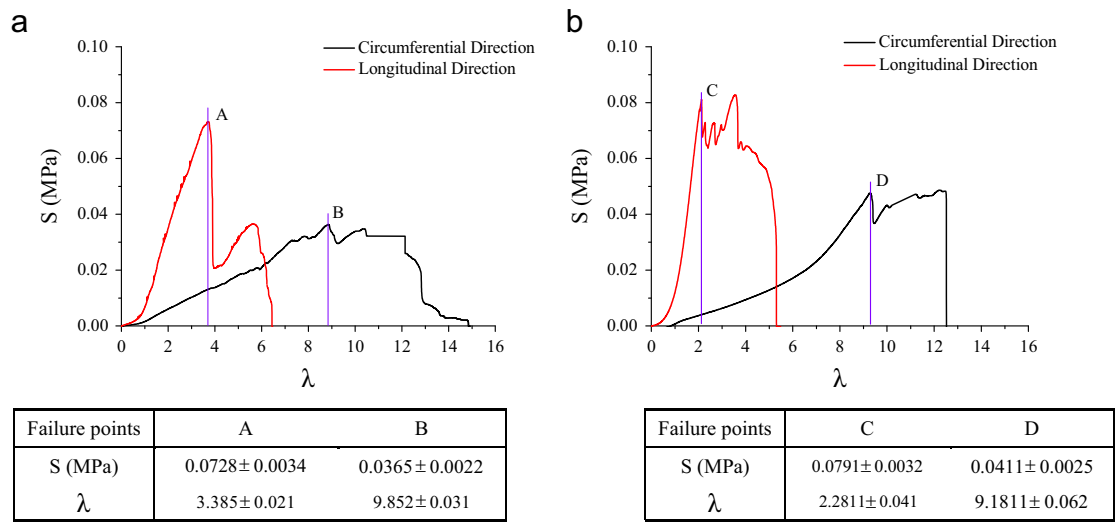 a
S (MPa)
0.10
0.08
0.06
0.04
0.02
0.00
0 2 4 6 8 10 12 14 16
λ
Circumferential Direction
Longitudinal Direction
A
B
Failure points A B
S (MPa) 0.0728±0.0034 0.0365±0.0022
λ 3.385±0.021 9.852±0.031
b
S (MPa)
0.10
0.08
0.06
0.04
0.02
0.00
0 2 4 6 8 10 12 14 16
λ
Circumferential Direction
Longitudinal Direction
C
D
Failure points C D
S (MPa) 0.0791±0.0032 0.0411±0.0025
λ 2.2811±0.041 9.1811±0.062